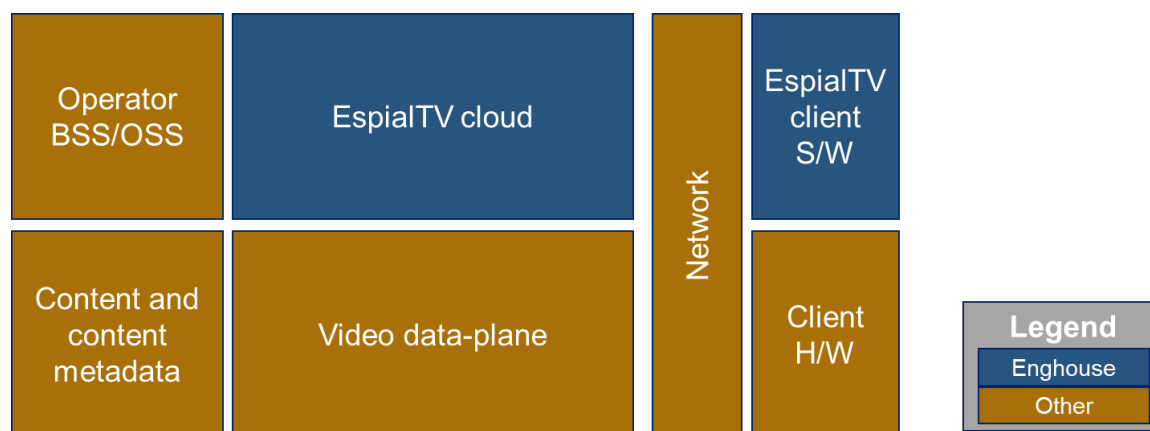 Operator
BSS/OSS
EspialTV cloud
Network
EspialTV
client
S/W
Content and
content
metadata
Video data-plane
Client
H/W
Legend
Enghouse
Other